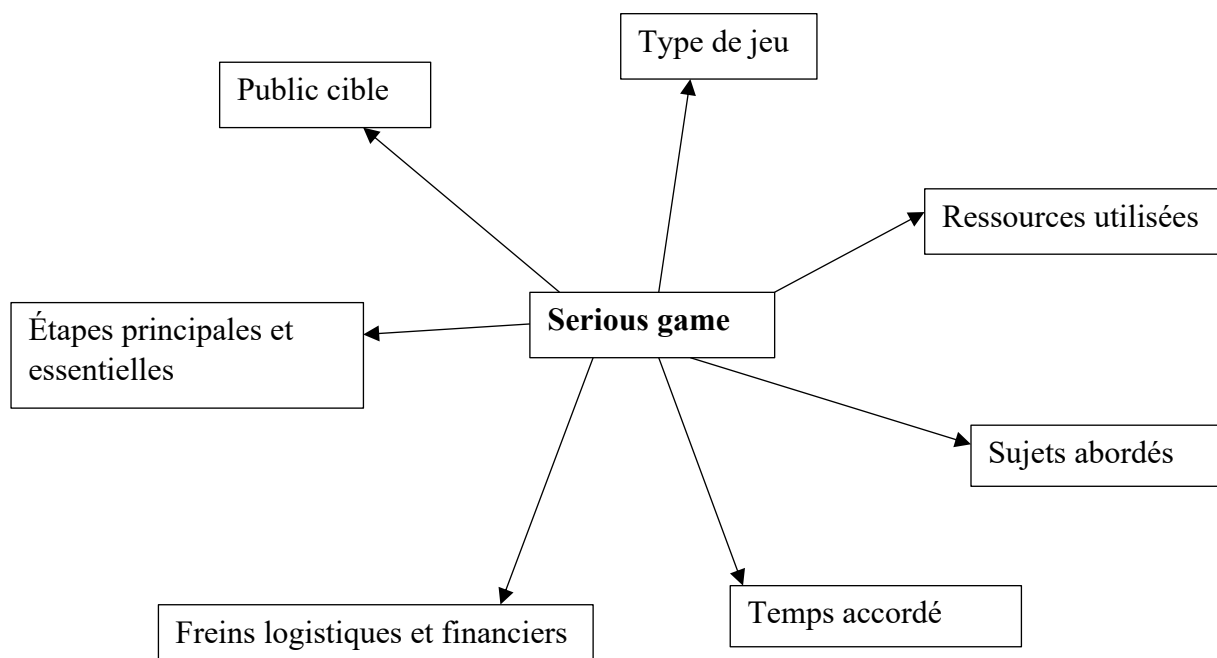 Type de jeu
Public cible
Ressources utilisées
Serious game
Étapes principales et
essentielles
Sujets abordés
Temps accordé
Freins logistiques et financiers